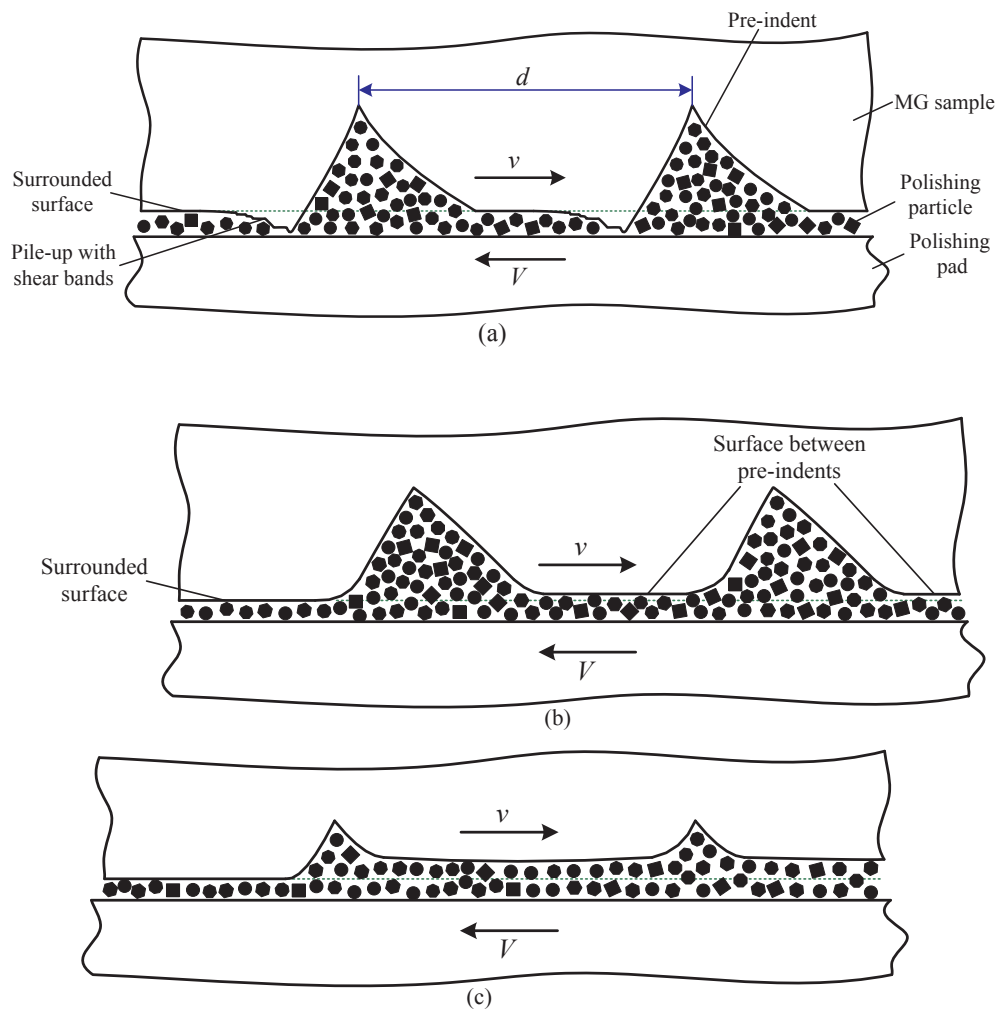 Pre-indent
d
MG sample
v
Surrounded
surface
Polishing
particle
Pile-up with
shear bands
Polishing
pad
V
(a)
Surface between
pre-indents
v
Surrounded
surface
V
(b)
v
V
(c)